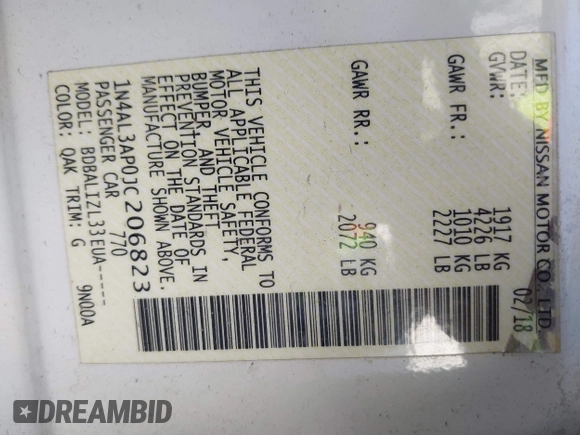 MFD BY NISSAN MOTOR CO., LTD.
DATE: 02/18
GVWR: 1917 KG
4226 LB
GAWR FR.: 1010 KG
2227 LB
GAWR RR.: 940 KG
2072 LB
THIS VEHICLE CONFORMS TO
ALL APPLICABLE FEDERAL
MOTOR VEHICLE SAFETY,
BUMPER, AND THEFT
PREVENTION STANDARDS IN
EFFECT ON THE DATE OF
MANUFACTURE SHOWN ABOVE.
1N4AL3AP0JC206823
PASSENGER CAR 770
MODEL: BDBALIZL33EUA-----
COLOR: QAK TRIM: G 9N00A
DREAMBID